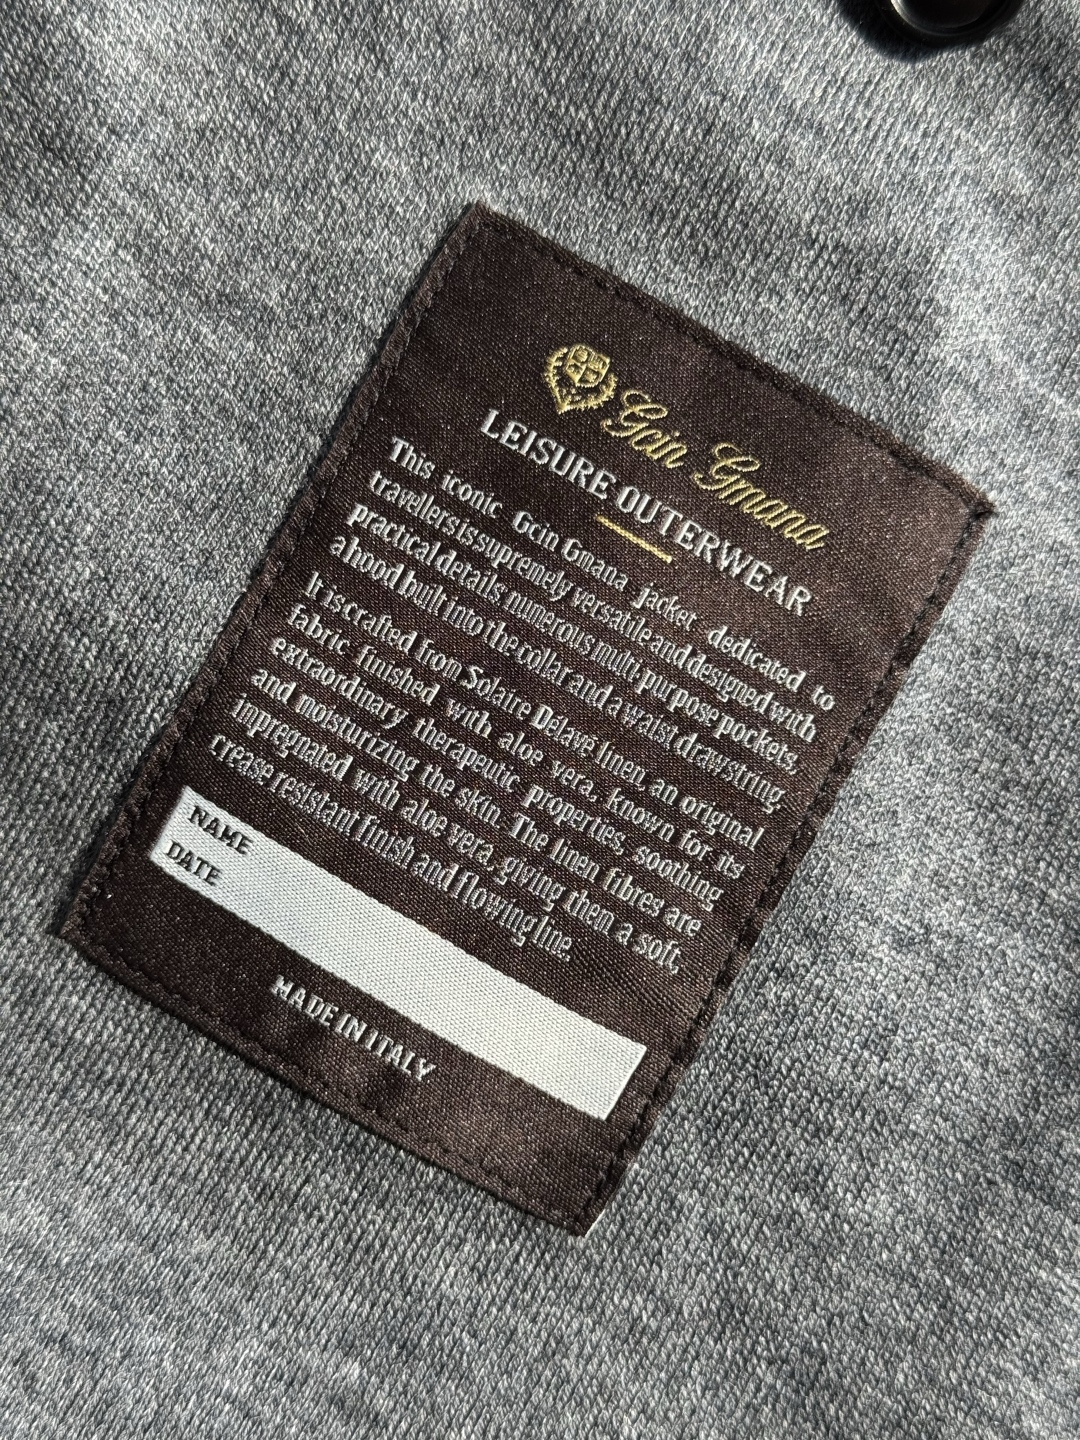 Gcin Gmana
LEISURE OUTERWEAR
This iconic Gcin Gmana jacket dedicated to
travellers is supremely versatile and designed with
practical details numerous multi-purpose pockets,
a hood built into the collar and a waist drawstring.
It is crafted from Solaire Délavé linen, an original
fabric finished with aloe vera, known for its
extraordinary therapeutic properties, soothing
and moisturizing the skin. The linen fibres are
impregnated with aloe vera, giving them a soft,
crease resistant finish and flowing line.
NAME
DATE
MADE IN ITALY